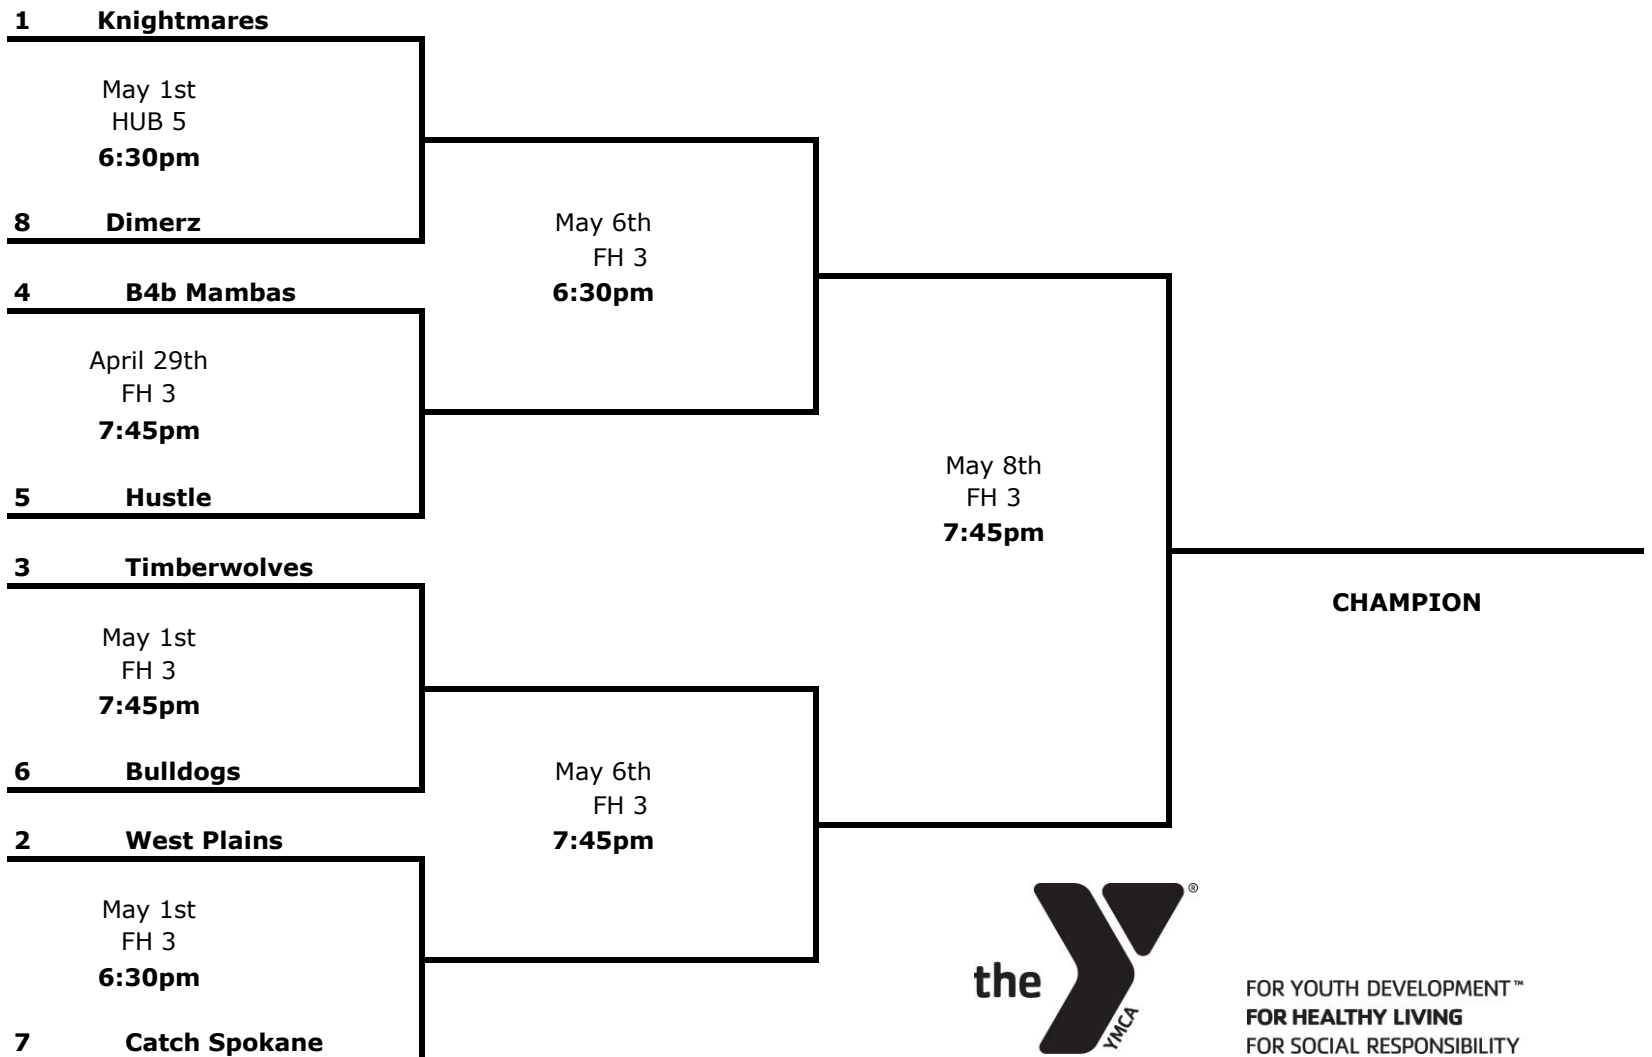 1 Knightmares
May 1st
HUB 5
6:30pm
8 Dimerz
4 B4b Mambas
April 29th
FH 3
7:45pm
5 Hustle
3 Timberwolves
May 1st
FH 3
7:45pm
6 Bulldogs
2 West Plains
May 1st
FH 3
6:30pm
7 Catch Spokane
May 6th
FH 3
6:30pm
May 6th
FH 3
7:45pm
May 8th
FH 3
7:45pm
CHAMPION
the
YMCA
®
FOR YOUTH DEVELOPMENT™
FOR HEALTHY LIVING
FOR SOCIAL RESPONSIBILITY